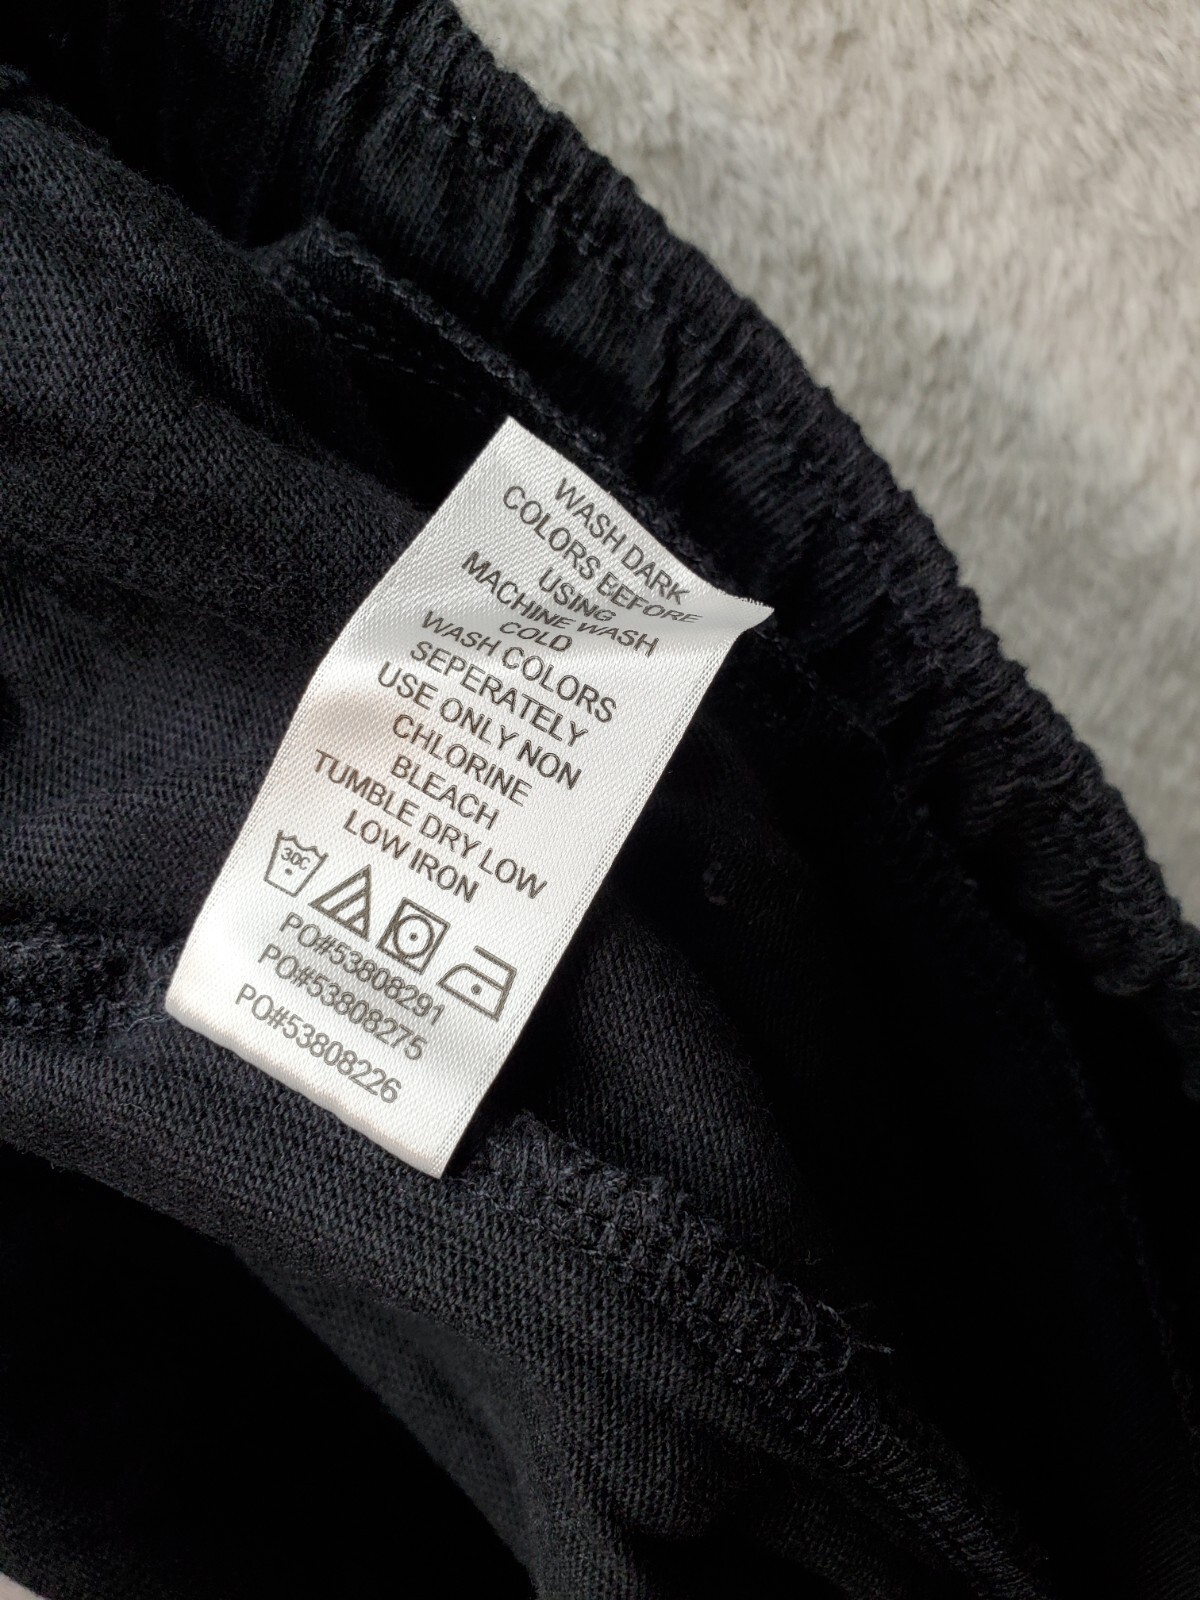 WASH DARK
COLORS BEFORE
USING
MACHINE WASH
COLD
WASH COLORS
SEPERATELY
USE ONLY NON
CHLORINE
BLEACH
TUMBLE DRY LOW
LOW IRON
30C
PO#53808291
PO#53808275
PO#53808226